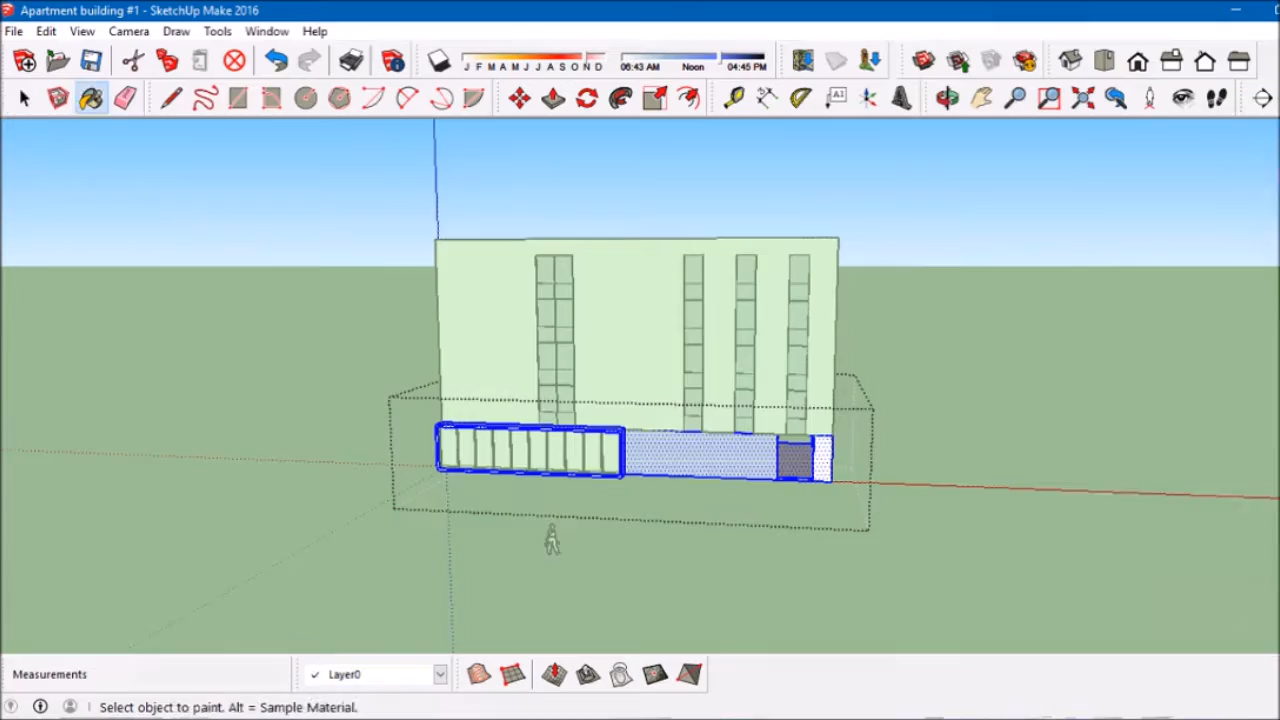 Apartment building #1 - SketchUp Make 2016
File Edit View Camera Draw Tools Window Help
J F M A M J J A S O N D 06:43 AM Noon 04:45 PM
A1
Measurements ✓ Layer0
Select object to paint. Alt = Sample Material.